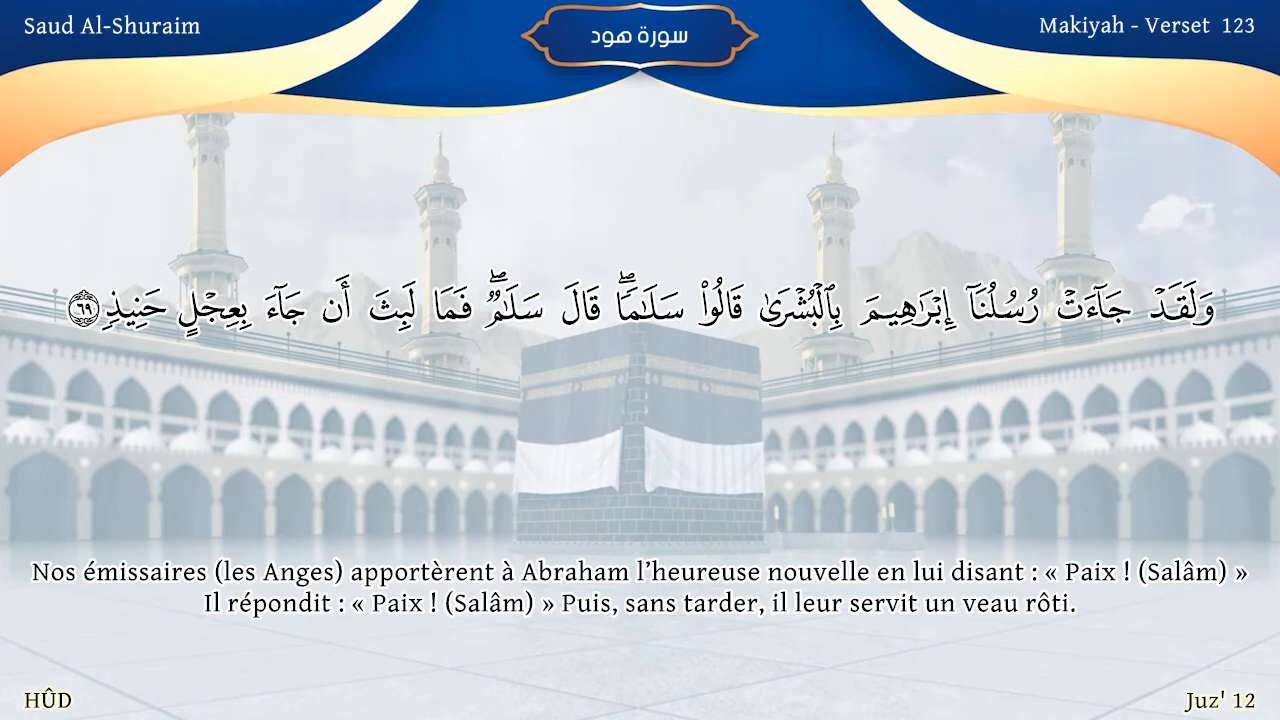 Saud Al-Shuraim
سورة هود
Makiyah - Verset 123
وَلَقَدْ جَآءَتْ رُسُلُنَآ إِبْرَٰهِيمَ بِٱلْبُشْرَىٰ قَالُوا۟ سَلَـٰمًۭا ۖ قَالَ سَلَـٰمٌۭ ۖ فَمَا لَبِثَ أَن جَآءَ بِعِجْلٍ حَنِيذٍۢ ٦٩
Nos émissaires (les Anges) apportèrent à Abraham l’heureuse nouvelle en lui disant : « Paix ! (Salâm) »
Il répondit : « Paix ! (Salâm) » Puis, sans tarder, il leur servit un veau rôti.
HÛD
Juz' 12